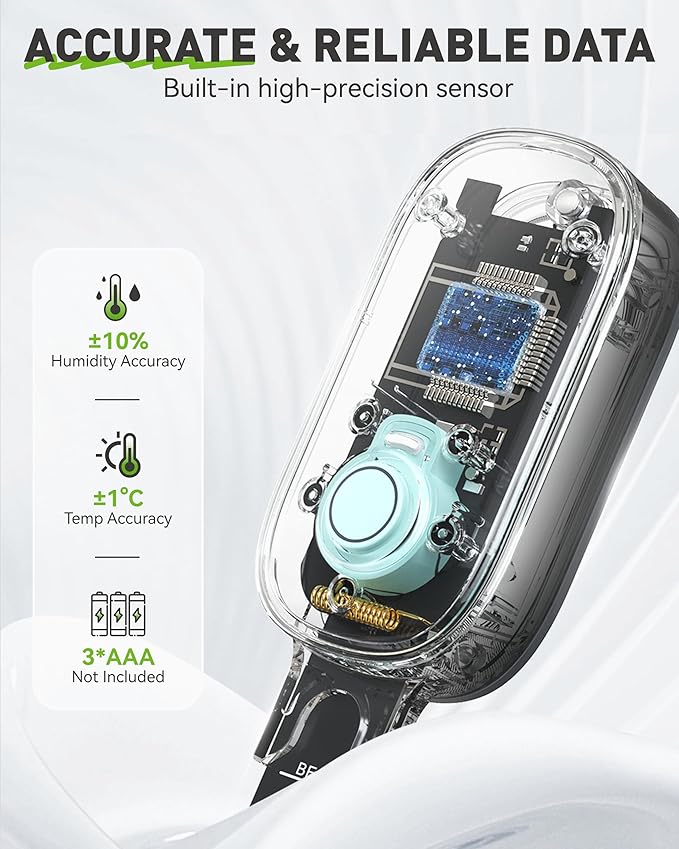 ACCURATE & RELIABLE DATA
Built-in high-precision sensor
±10%
Humidity Accuracy
±1°C
Temp Accuracy
3*AAA
Not Included